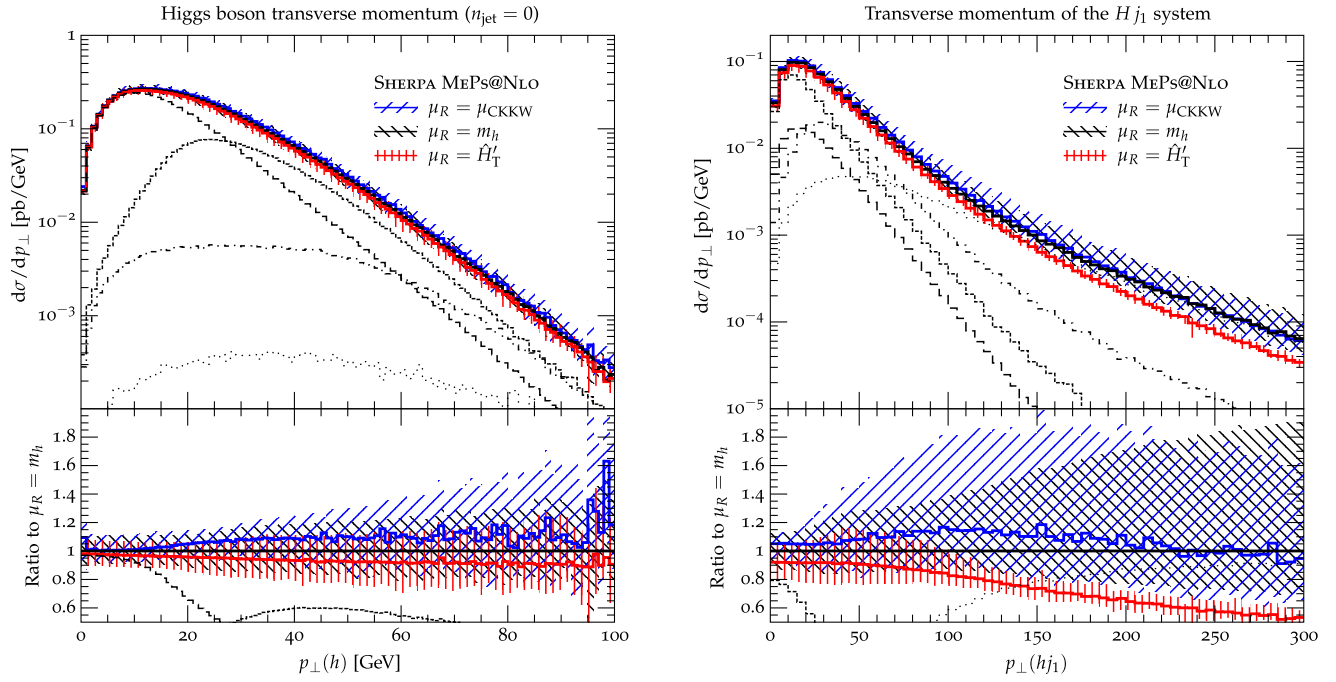 Higgs boson transverse momentum (n_jet = 0)
1
10^−1
10^−2
10^−3
dσ/dp⊥ [pb/GeV]
SHERPA MEPS@NLO
μ_R = μ_CKKW
μ_R = m_h
μ_R = Ĥ′_T
1.8
1.6
1.4
1.2
1
0.8
0.6
Ratio to μ_R = m_h
0 20 40 60 80 100
p⊥(h) [GeV]
Transverse momentum of the H j_1 system
10^−1
10^−2
10^−3
10^−4
10^−5
dσ/dp⊥ [pb/GeV]
SHERPA MEPS@NLO
μ_R = μ_CKKW
μ_R = m_h
μ_R = Ĥ′_T
1.8
1.6
1.4
1.2
1
0.8
0.6
Ratio to μ_R = m_h
0 50 100 150 200 250 300
p⊥(hj_1)